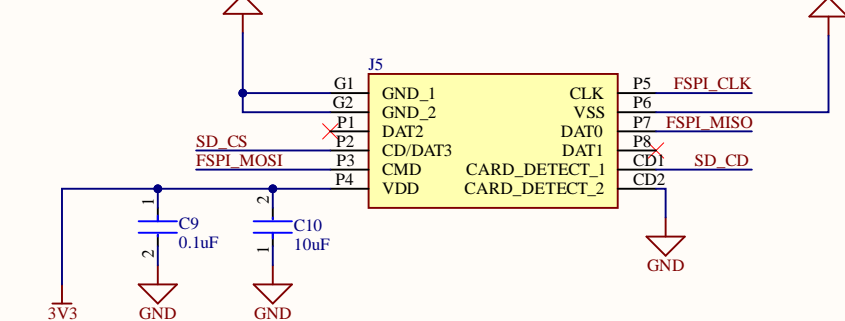 J5
G1 GND_1 CLK P5 FSPI_CLK
G2 GND_2 VSS P6
P1 DAT2 DAT0 P7 FSPI_MISO
SD_CS P2 CD/DAT3 DAT1 P8
FSPI_MOSI P3 CMD CARD_DETECT_1 CD1 SD_CD
P4 VDD CARD_DETECT_2 CD2
1 2
C9 C10
0.1uF 10uF
2 1
GND
3V3 GND GND